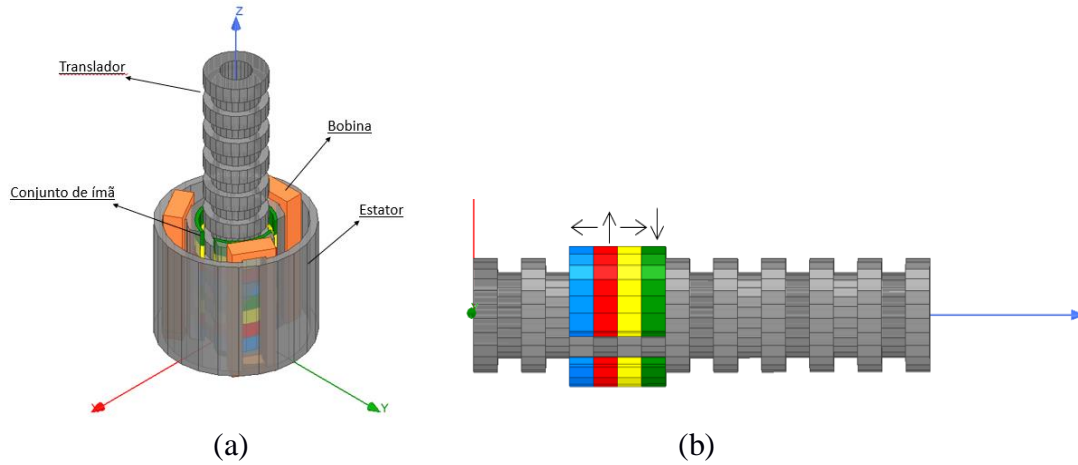 Z
Translador
Bobina
Conjunto de ímã
Estator
X
Y
(a)
(b)